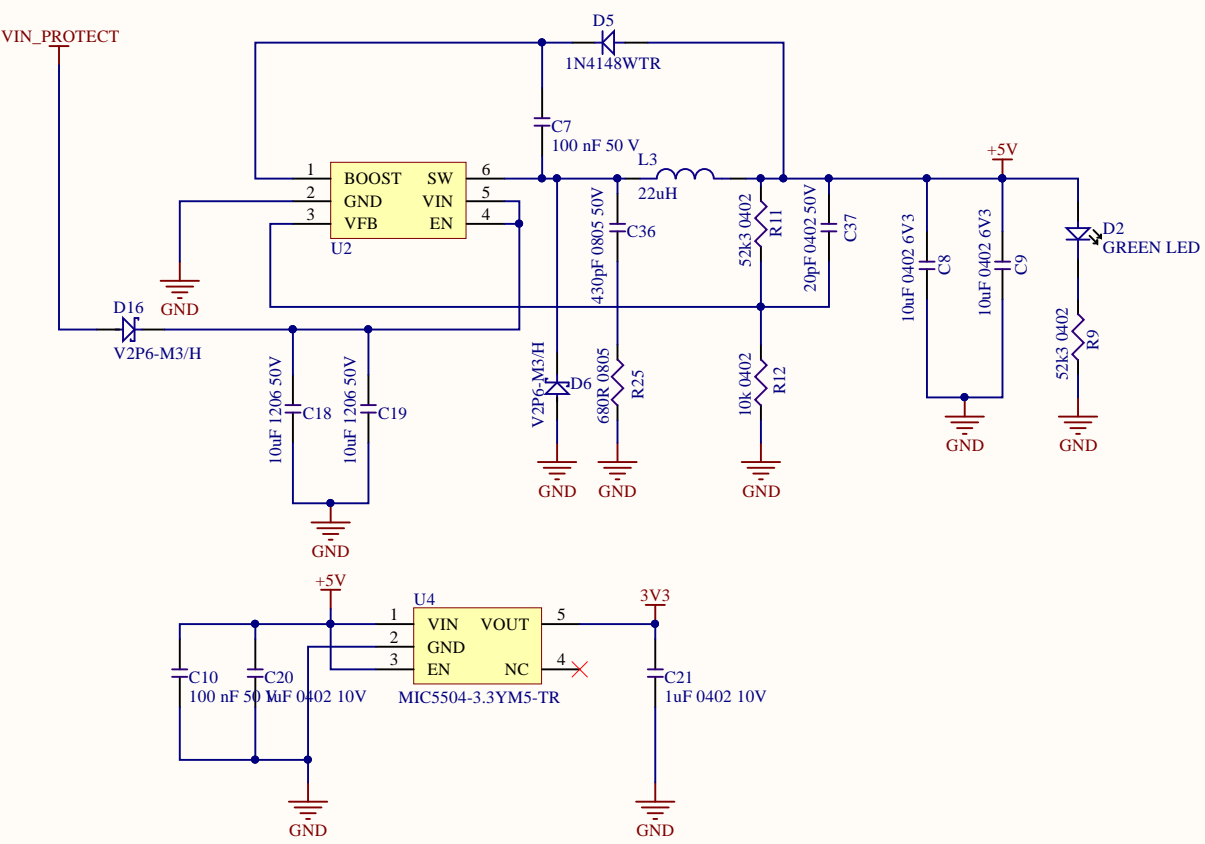 VIN_PROTECT
D5
1N4148WTR
C7
100 nF 50 V
L3
22uH
+5V
1
2
3
BOOST
GND
VFB
SW
VIN
EN
6
5
4
U2
GND
430pF 0805 50V
C36
52k3 0402
R11
20pF 0402 50V
C37
10uF 0402 6V3
C8
10uF 0402 6V3
C9
D2
GREEN LED
D16
V2P6-M3/H
52k3 0402
R9
10uF 1206 50V
C18
10uF 1206 50V
C19
V2P6-M3/H
D6
680R 0805
R25
10k 0402
R12
GND
GND
GND
GND
GND
GND
+5V
U4
1
2
3
VIN
GND
EN
VOUT
NC
5
4
MIC5504-3.3YM5-TR
3V3
C10
100 nF 50 V
C20
1uF 0402 10V
C21
1uF 0402 10V
GND
GND